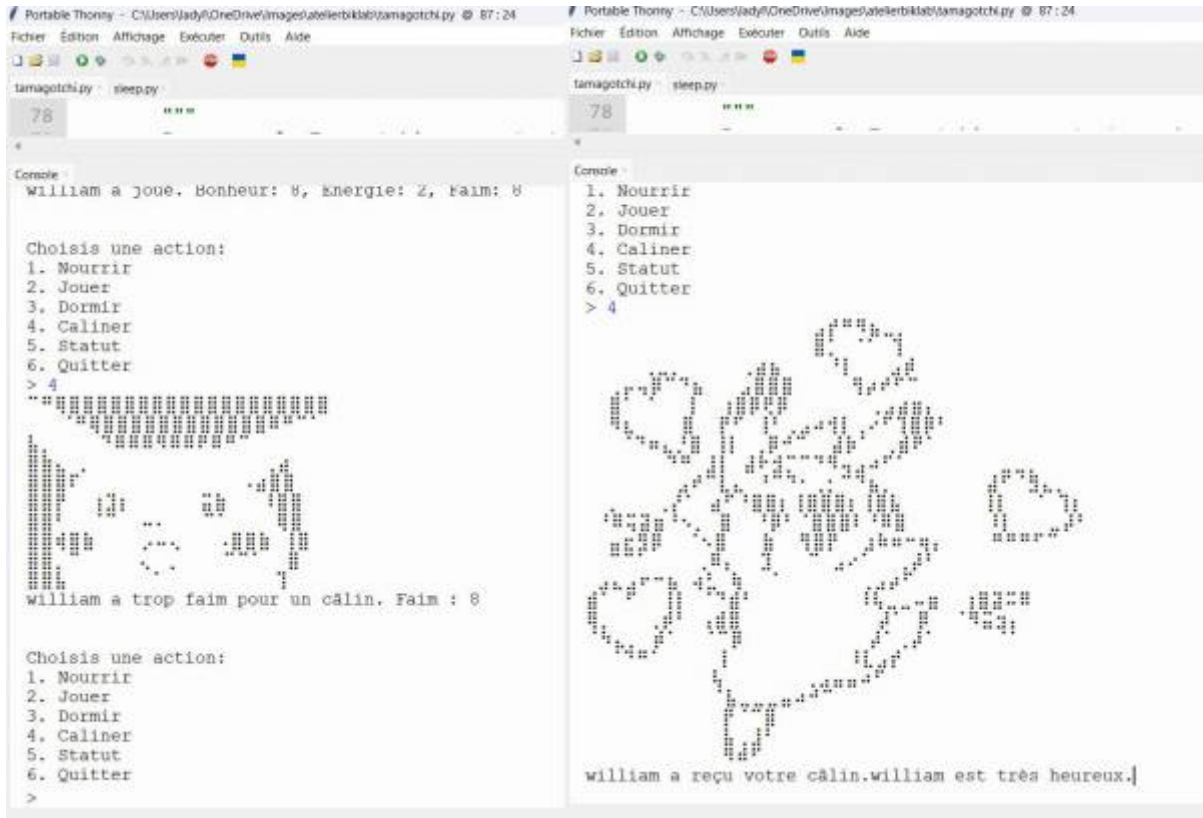 Portable Thonny - C:\Users\ladyl\OneDrive\Images\atelierbiklab\tamagotchi.py @ 87 : 24
Fichier Édition Affichage Exécuter Outils Aide
tamagotchi.py sleep.py
78 """
Console
william a joué. Bonheur: 8, Énergie: 2, Faim: 8
Choisis une action:
1. Nourrir
2. Jouer
3. Dormir
4. Caliner
5. Statut
6. Quitter
> 4
william a trop faim pour un câlin. Faim : 8
Choisis une action:
1. Nourrir
2. Jouer
3. Dormir
4. Caliner
5. Statut
6. Quitter
>
Portable Thonny - C:\Users\ladyl\OneDrive\Images\atelierbiklab\tamagotchi.py @ 87 : 24
Fichier Édition Affichage Exécuter Outils Aide
tamagotchi.py sleep.py
78 """
Console
1. Nourrir
2. Jouer
3. Dormir
4. Caliner
5. Statut
6. Quitter
> 4
william a reçu votre câlin.william est très heureux.